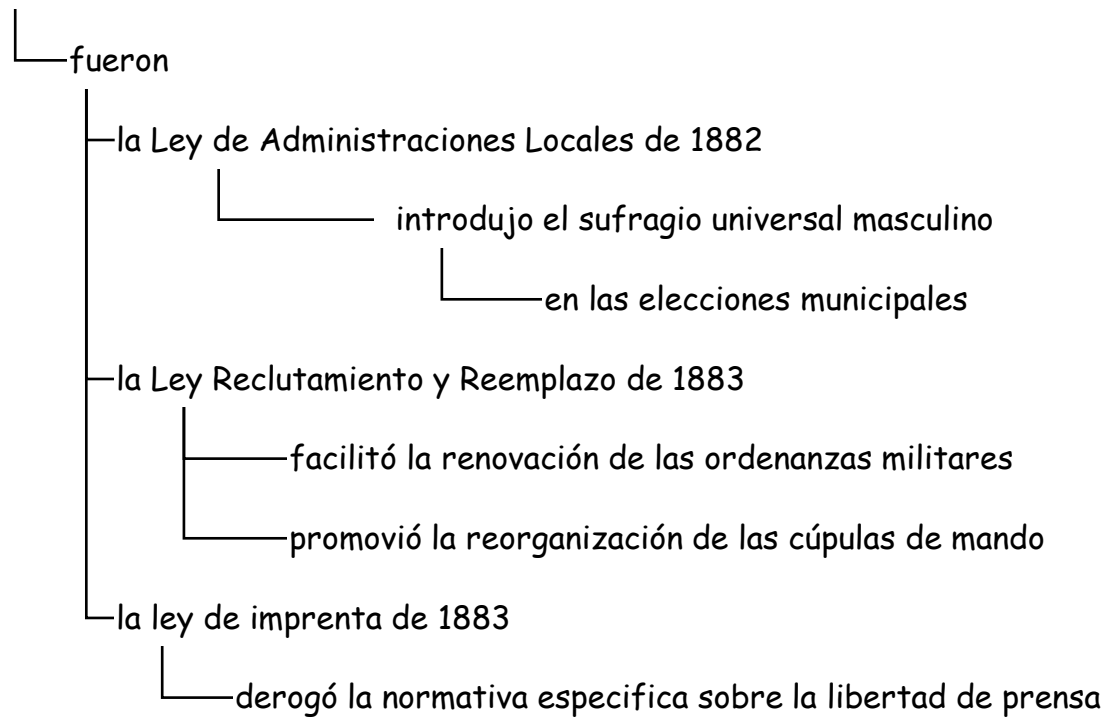 fueron
la Ley de Administraciones Locales de 1882
introdujo el sufragio universal masculino
en las elecciones municipales
la Ley Reclutamiento y Reemplazo de 1883
facilitó la renovación de las ordenanzas militares
promovió la reorganización de las cúpulas de mando
la ley de imprenta de 1883
derogó la normativa especifica sobre la libertad de prensa